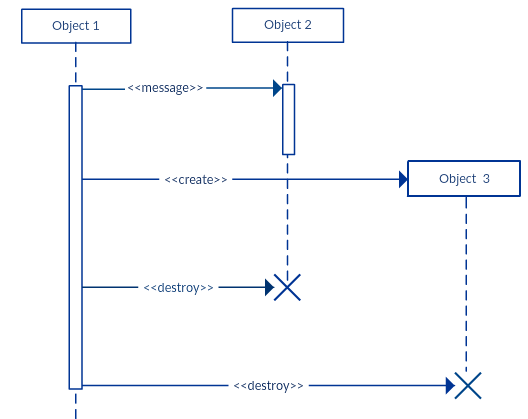 Object 1
Object 2
<<message>>
<<create>>
Object 3
<<destroy>>
<<destroy>>